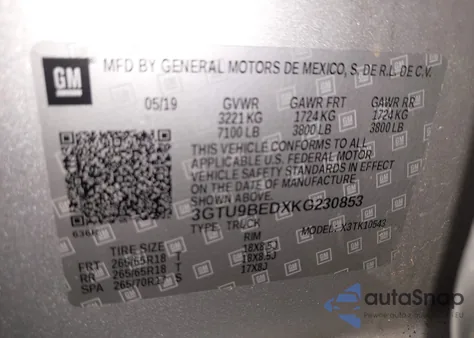 GM MFD BY GENERAL MOTORS DE MEXICO, S. DE R.L. DE C.V.
05/19 GVWR GAWR FRT GAWR RR
3221 KG 1724 KG 1724 KG
7100 LB 3800 LB 3800 LB
THIS VEHICLE CONFORMS TO ALL
APPLICABLE U.S. FEDERAL MOTOR
VEHICLE SAFETY STANDARDS IN EFFECT
ON THE DATE OF MANUFACTURE SHOWN ABOVE.
3GTU9BEDXKG230853
TYPE: TRUCK MODEL: X3TK10543
TIRE SIZE RIM
FRT 265/65R18 T 18X8.5J
RR 265/65R18 T 18X8.5J
SPA 265/70R17 S 17X8J
autaSnap